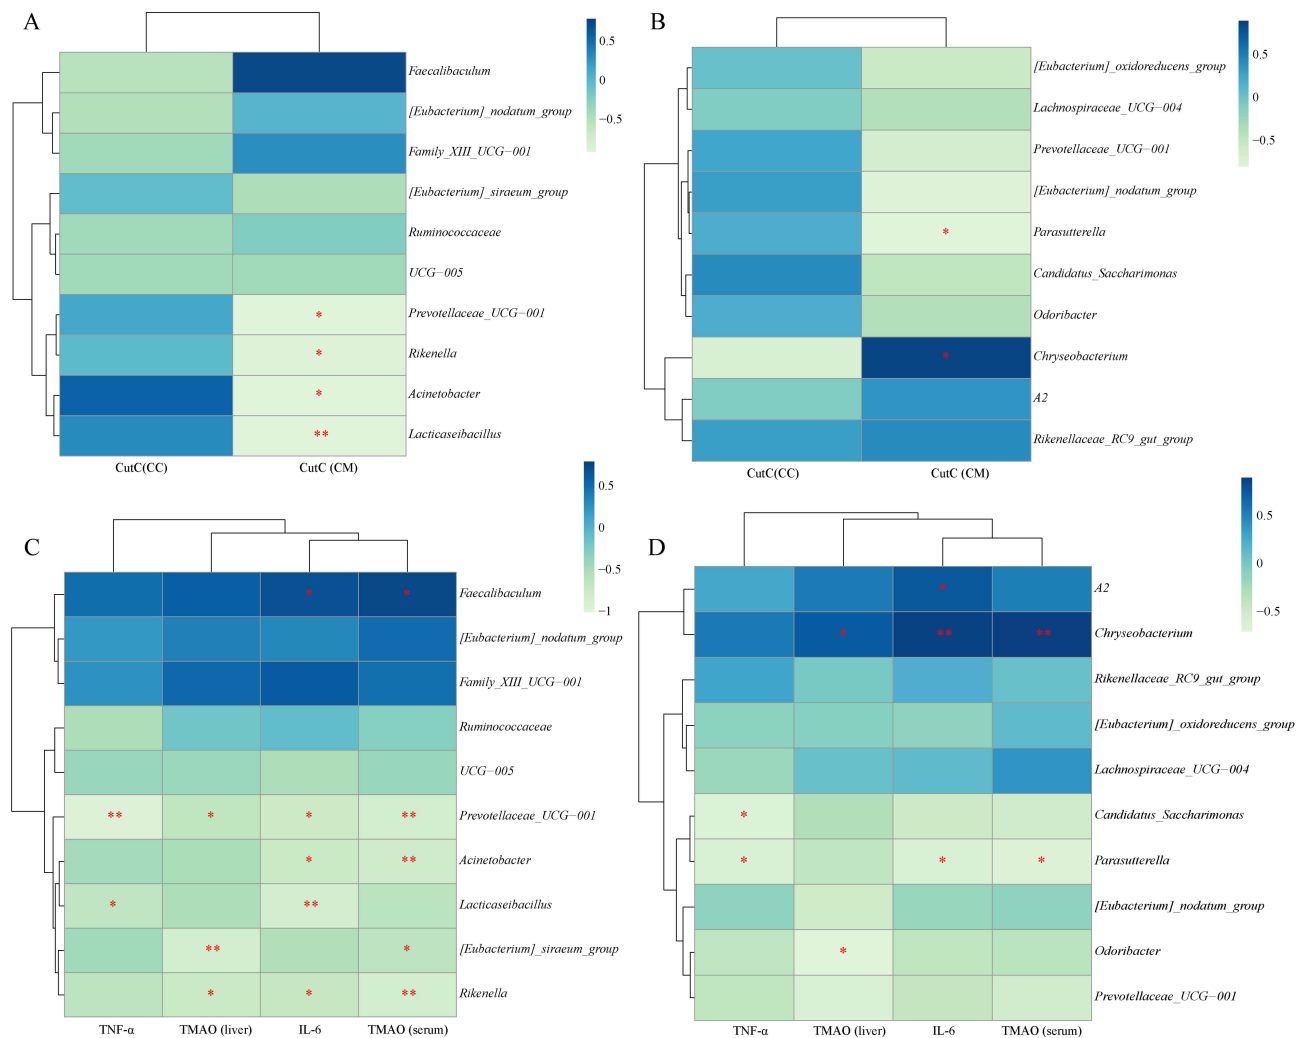 A
0.5
0
−0.5
Faecalibaculum
[Eubacterium]_nodatum_group
Family_XIII_UCG−001
[Eubacterium]_siraeum_group
Ruminococcaceae
UCG−005
Prevotellaceae_UCG−001
*
Rikenella
*
Acinetobacter
*
Lacticaseibacillus
**
CutC(CC)
CutC (CM)
B
0.5
0
−0.5
[Eubacterium]_oxidoreducens_group
Lachnospiraceae_UCG−004
Prevotellaceae_UCG−001
[Eubacterium]_nodatum_group
* Parasutterella
Candidatus_Saccharimonas
Odoribacter
* Chryseobacterium
A2
Rikenellaceae_RC9_gut_group
CutC(CC)
CutC (CM)
C
0.5
0
−0.5
−1
* * Faecalibaculum
[Eubacterium]_nodatum_group
Family_XIII_UCG−001
Ruminococcaceae
UCG−005
** * * ** Prevotellaceae_UCG−001
* ** Acinetobacter
* ** Lacticaseibacillus
** * [Eubacterium]_siraeum_group
* * ** Rikenella
TNF-α
TMAO (liver)
IL-6
TMAO (serum)
D
0.5
0
−0.5
* A2
* ** ** Chryseobacterium
Rikenellaceae_RC9_gut_group
[Eubacterium]_oxidoreducens_group
Lachnospiraceae_UCG−004
* Candidatus_Saccharimonas
* * * Parasutterella
[Eubacterium]_nodatum_group
* Odoribacter
Prevotellaceae_UCG−001
TNF-α
TMAO (liver)
IL-6
TMAO (serum)